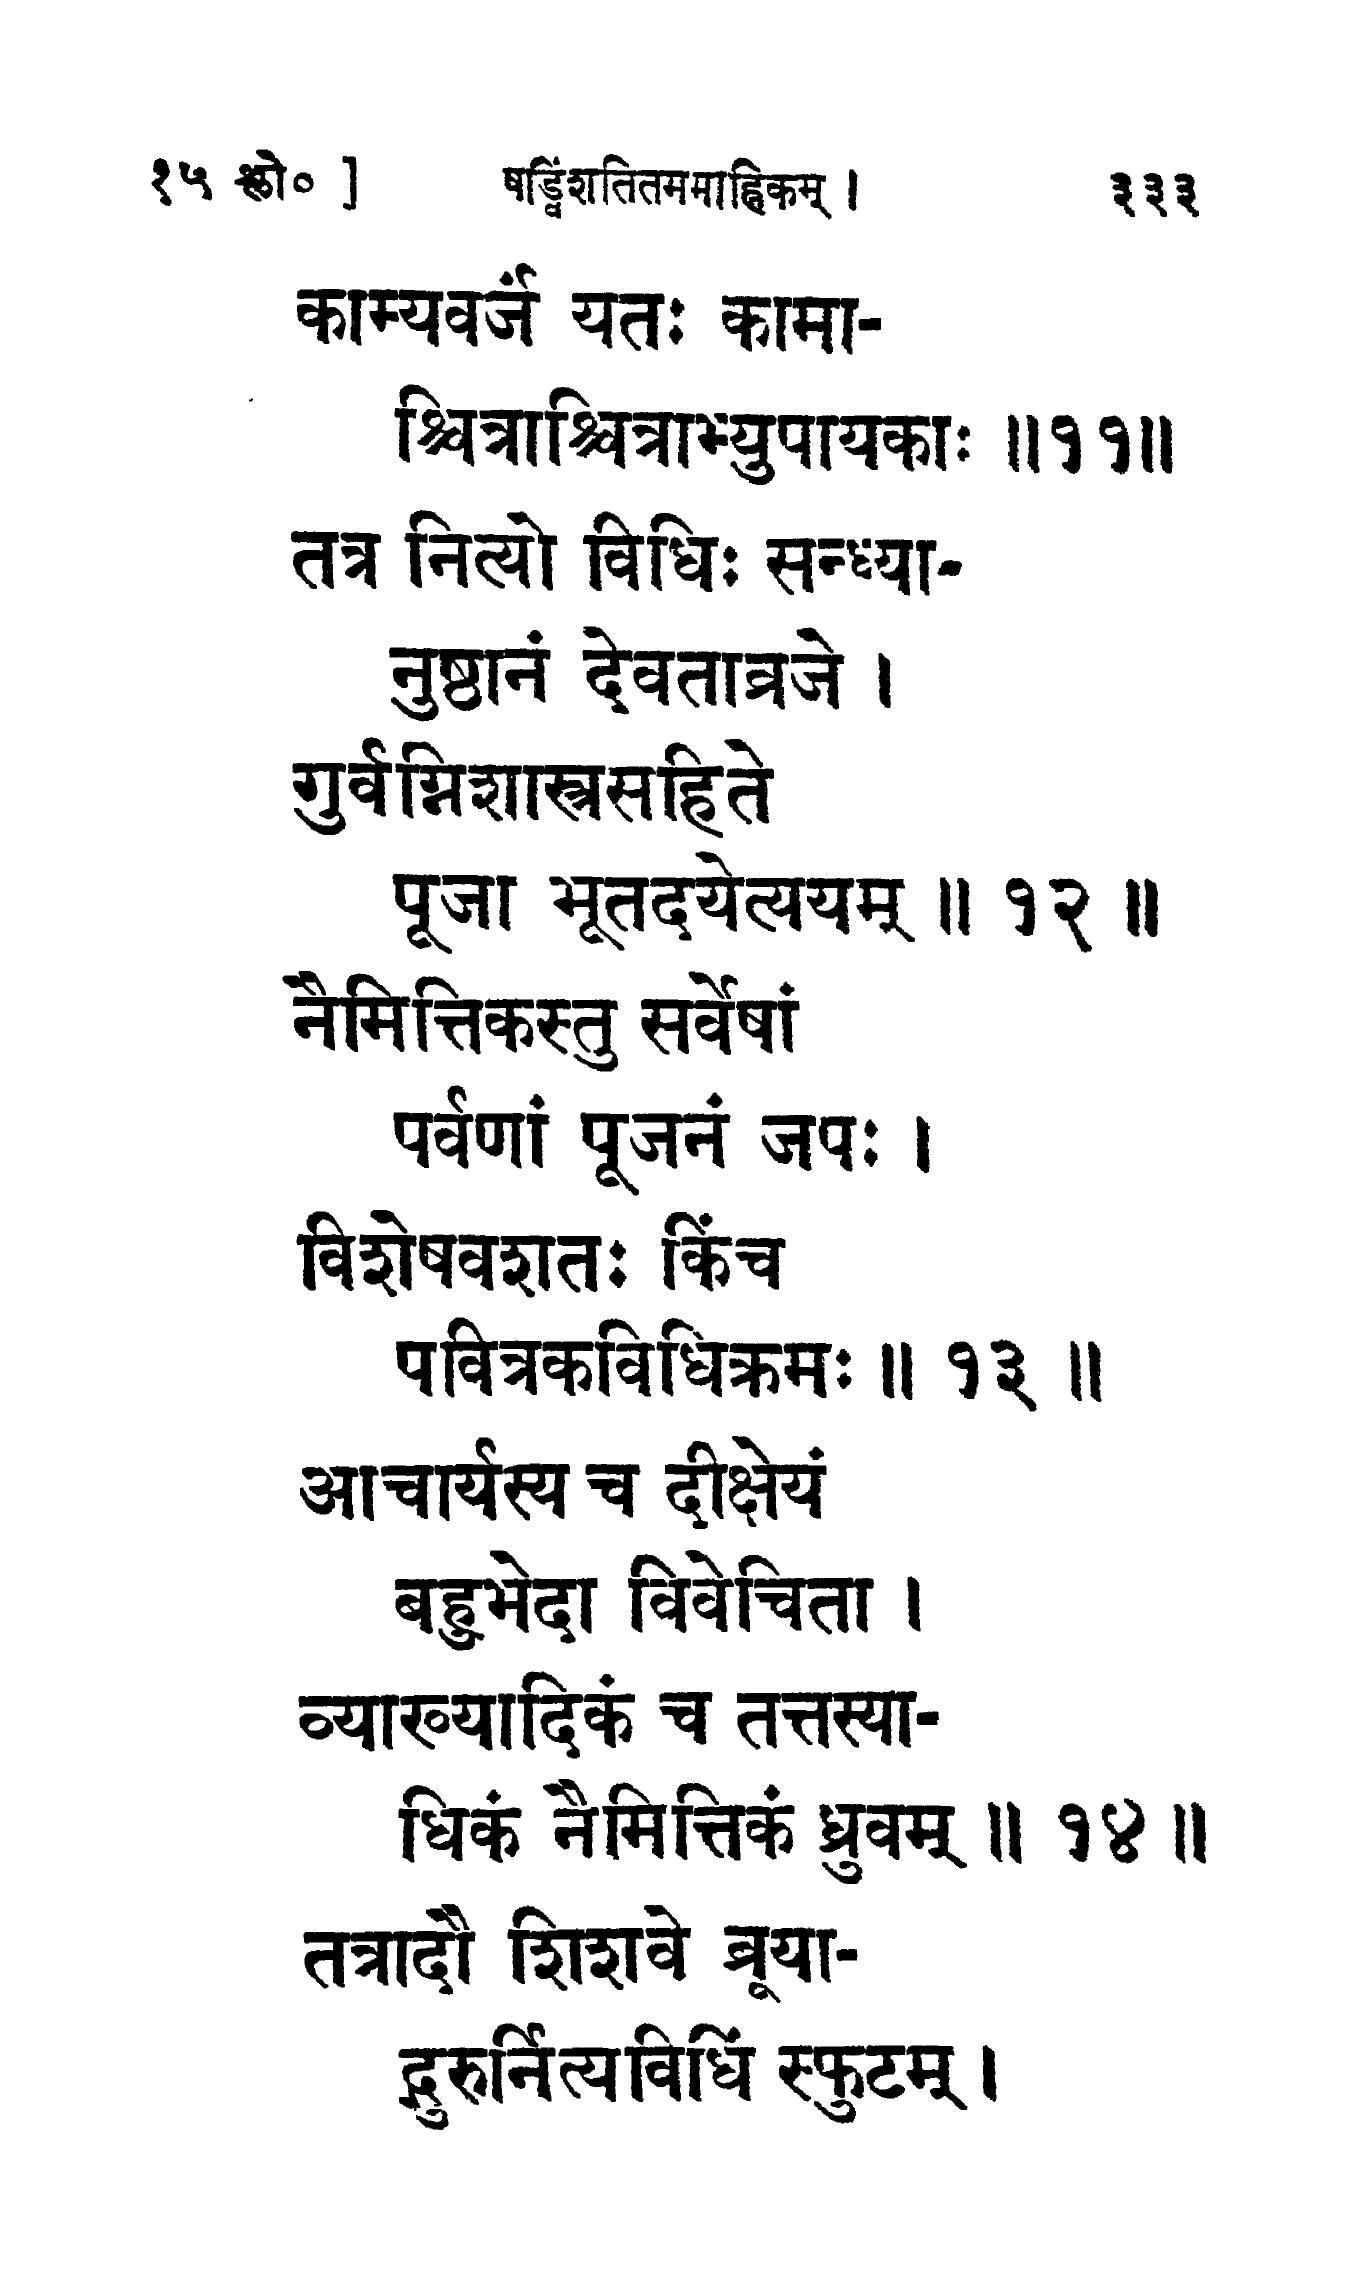 १५ श्लो० ] षड्विंशतितममाह्निकम् । ३३३
काम्यवर्जं यतः कामा-
श्चित्राश्चित्राभ्युपायकाः ॥११॥
तत्र नित्यो विधिः सन्ध्या-
नुष्ठानं देवताव्रजे ।
गुर्वग्निशास्त्रसहिते
पूजा भूतदयेत्ययम् ॥ १२ ॥
नैमित्तिकस्तु सर्वेषां
पर्वणां पूजनं जपः ।
विशेषवशतः किंच
पवित्रकविधिक्रमः ॥ १३ ॥
आचार्यस्य च दीक्षेयं
बहुभेदा विवेचिता ।
व्याख्यादिकं च तत्तस्या-
धिकं नैमित्तिकं ध्रुवम् ॥ १४ ॥
तत्रादौ शिशवे ब्रूया-
द्गुरुर्नित्यविधिं स्फुटम् ।